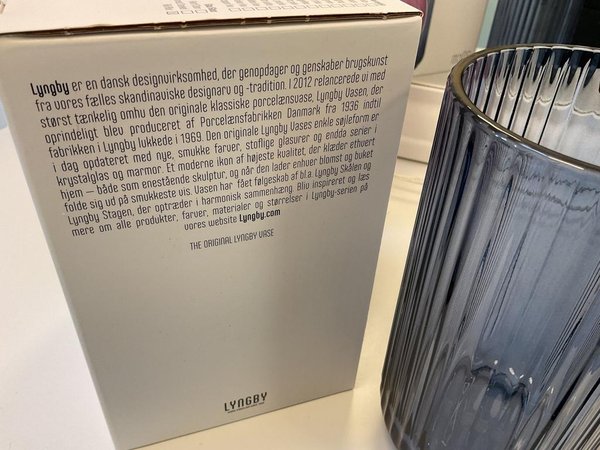 Lyngby er en dansk designvirksomhed, der genopdager og genskaber brugskunst
fra vores fælles skandinaviske designarv og -tradition. I 2012 relancerede vi med
størst tænkelig omhu den originale klassiske porcelænsvase, Lyngby Vasen, der
oprindeligt blev produceret af Porcelænsfabrikken Danmark fra 1936 indtil
fabrikken i Lyngby lukkede i 1969. Den originale Lyngby Vases enkle søjleform er
i dag opdateret med nye, smukke farver, stoflige glasurer og endda serier i
krystalglas og marmor. Et moderne ikon af højeste kvalitet, der klæder ethvert
hjem – både som enestående skulptur, og når den lader enhver blomst og buket
folde sig ud på smukkeste vis. Vasen har fået følgeskab af bl.a. Lyngby Skålen og
Lyngby Stagen, der optræder i harmonisk sammenhæng. Bliv inspireret og læs
mere om alle produkter, farver, materialer og størrelser i Lyngby-serien på
vores website Lyngby.com
THE ORIGINAL LYNGBY VASE
LYNGBY